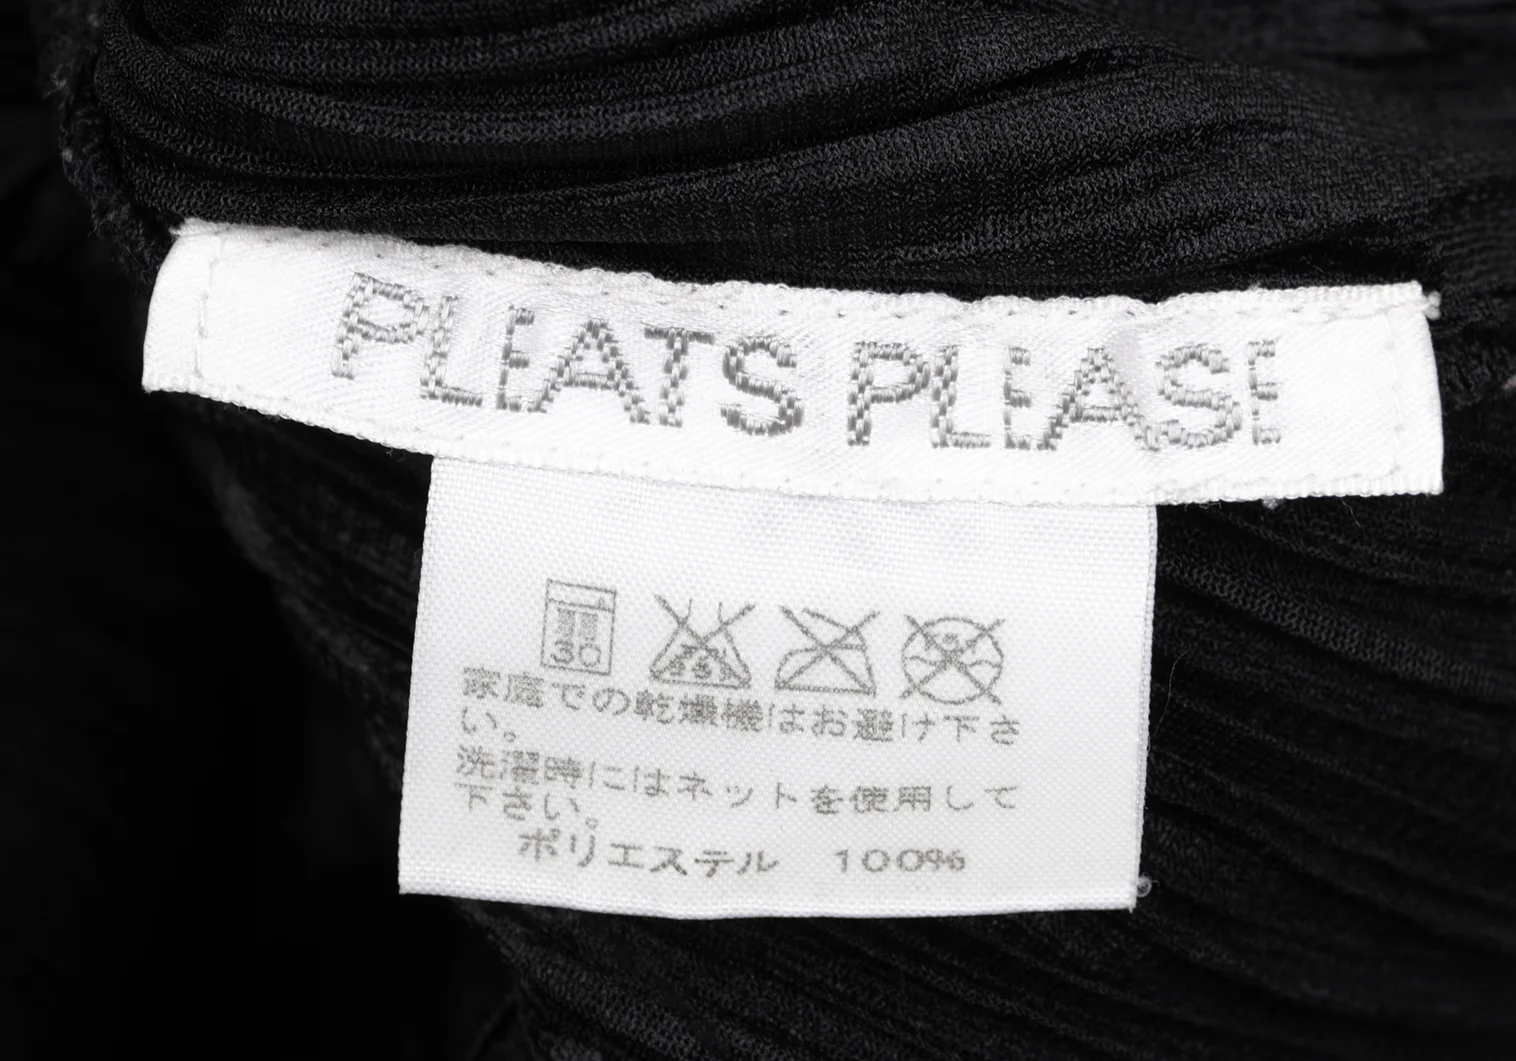 PLEATS PLEASE
30
家庭での乾燥機はお避け下さ
い。
洗濯時にはネットを使用して
下さい。
ポリエステル 100%